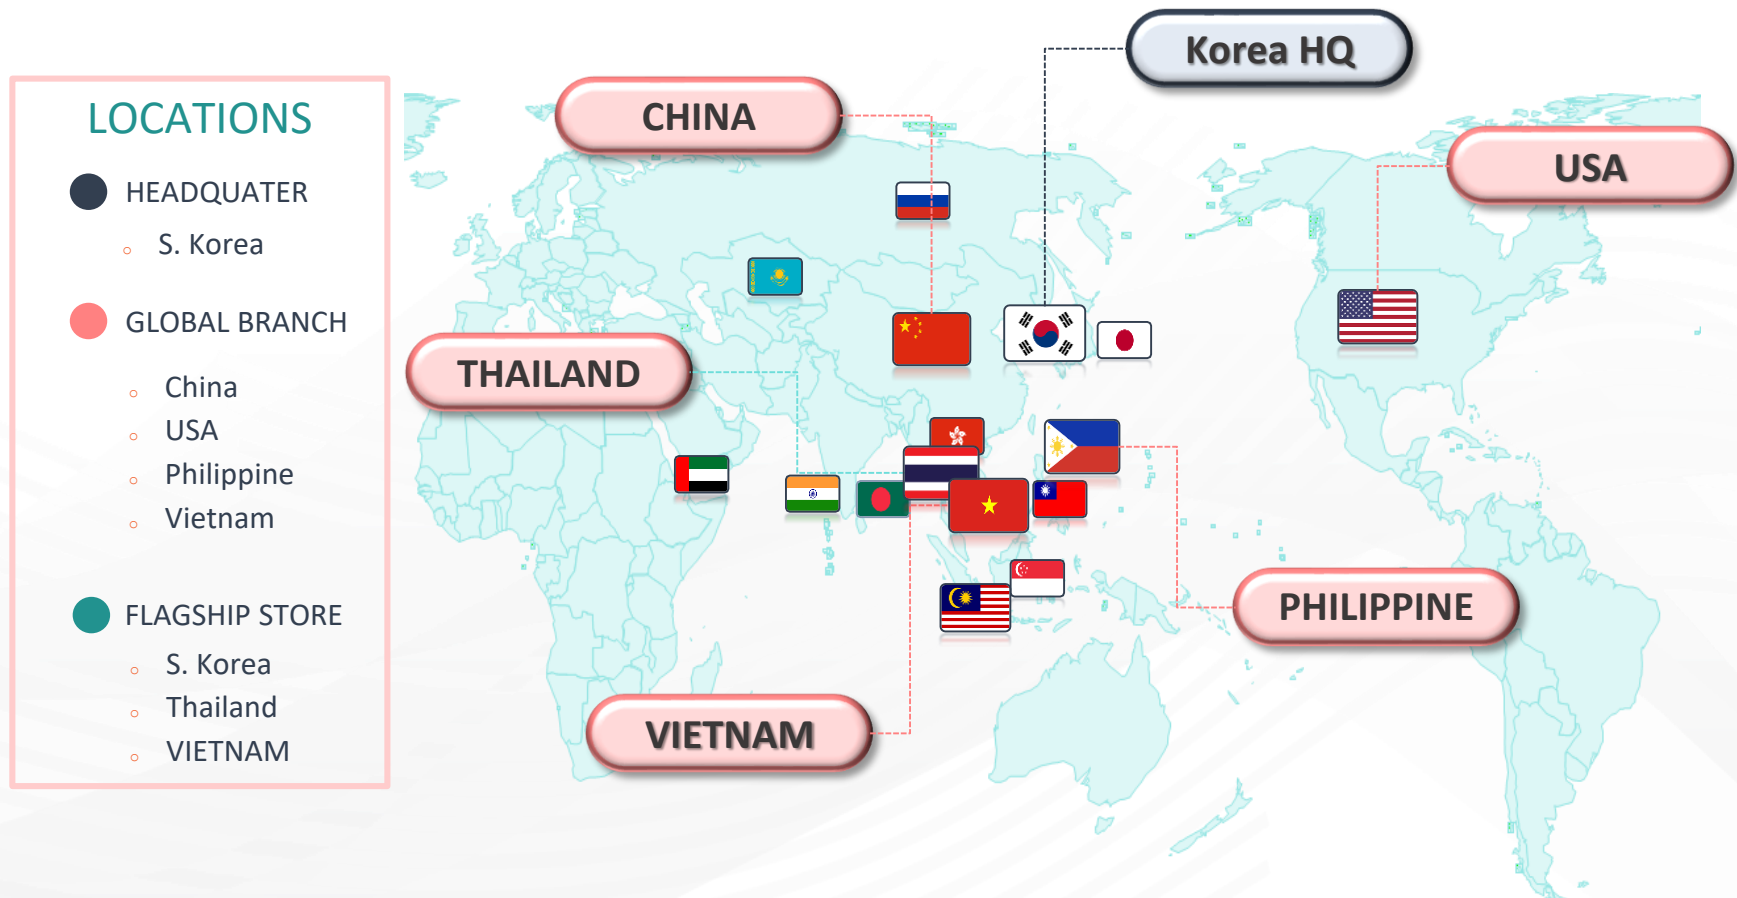 LOCATIONS
HEADQUATER
S. Korea
GLOBAL BRANCH
China
USA
Philippine
Vietnam
FLAGSHIP STORE
S. Korea
Thailand
VIETNAM
Korea HQ
CHINA
USA
THAILAND
PHILIPPINE
VIETNAM